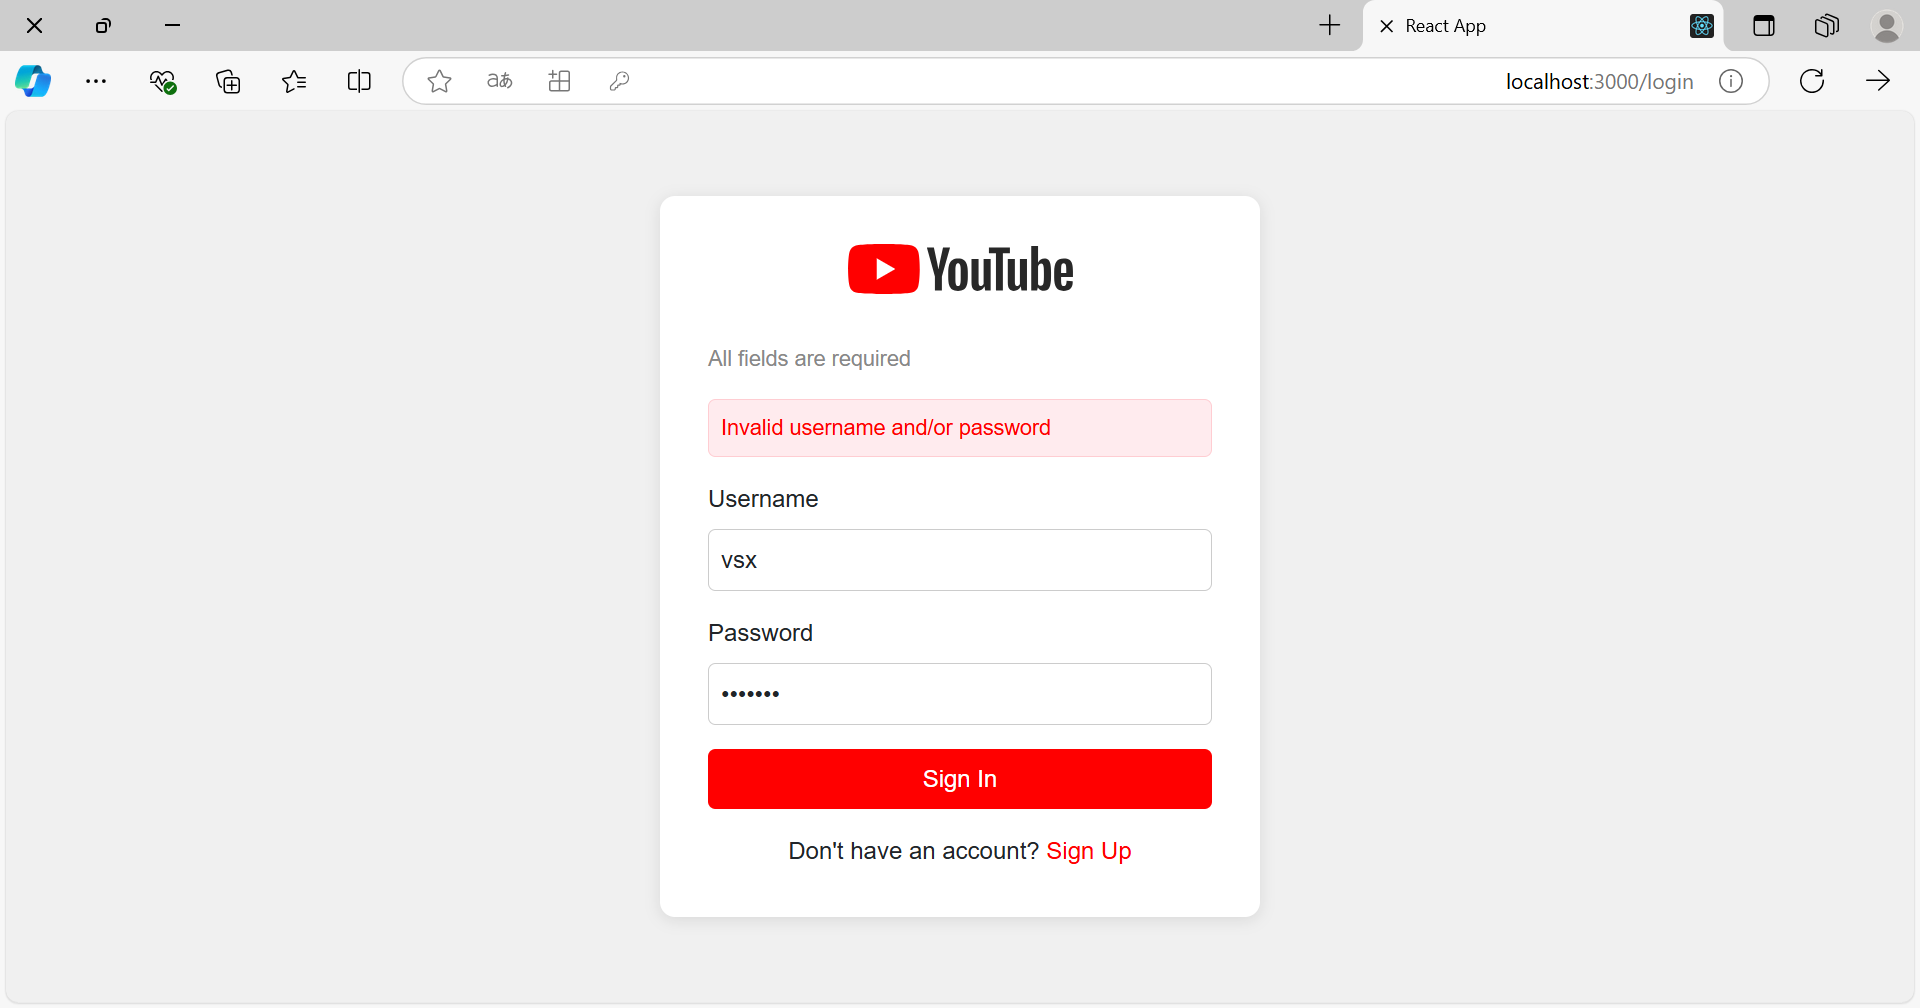 React App
localhost:3000/login
YouTube
All fields are required
Invalid username and/or password
Username
vsx
Password
•••••••
Sign In
Don't have an account? Sign Up